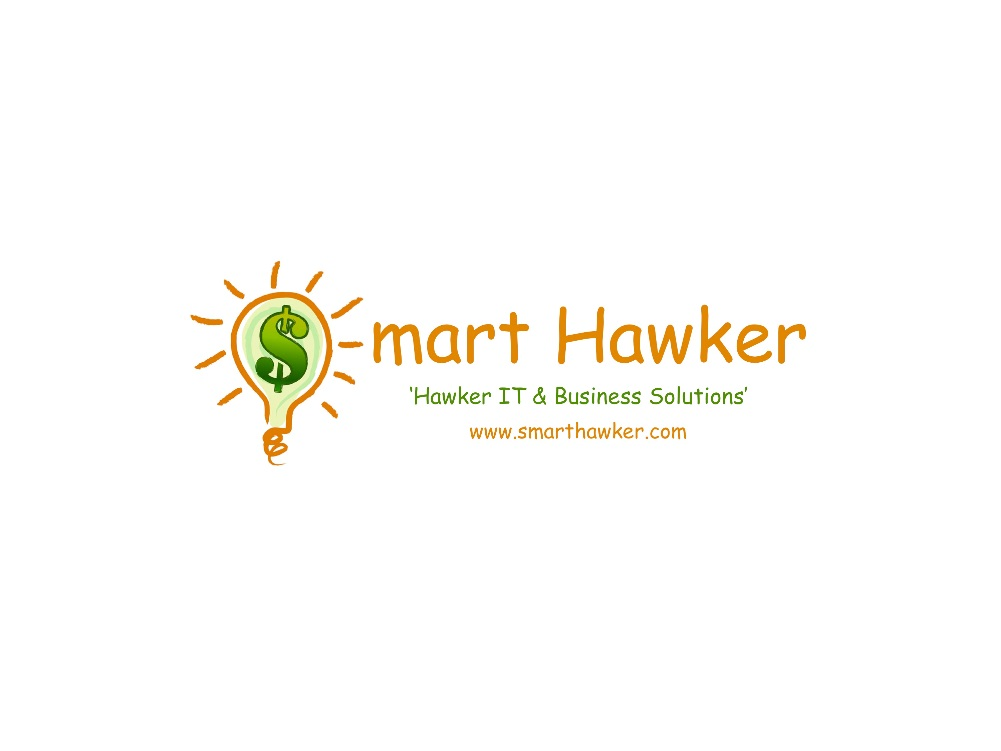 $mart Hawker
‘Hawker IT & Business Solutions’
www.smarthawker.com